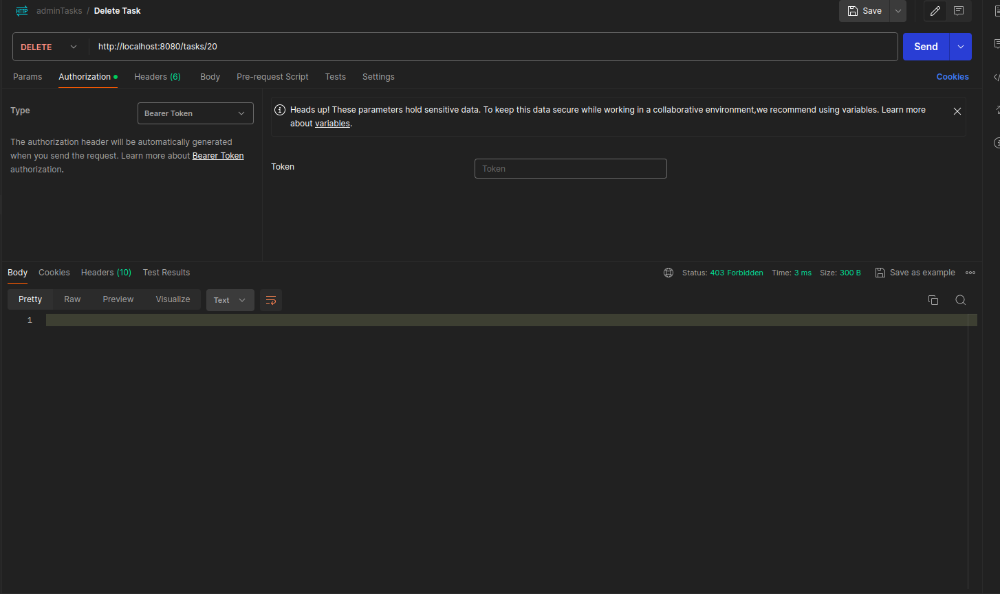 HTTP adminTasks / Delete Task Save
DELETE http://localhost:8080/tasks/20 Send
Params Authorization Headers (6) Body Pre-request Script Tests Settings Cookies
Type Bearer Token
The authorization header will be automatically generated
when you send the request. Learn more about Bearer Token
authorization.
Heads up! These parameters hold sensitive data. To keep this data secure while working in a collaborative environment,we recommend using variables. Learn more
about variables.
Token Token
Body Cookies Headers (10) Test Results Status: 403 Forbidden Time: 3 ms Size: 300 B Save as example
Pretty Raw Preview Visualize Text
1